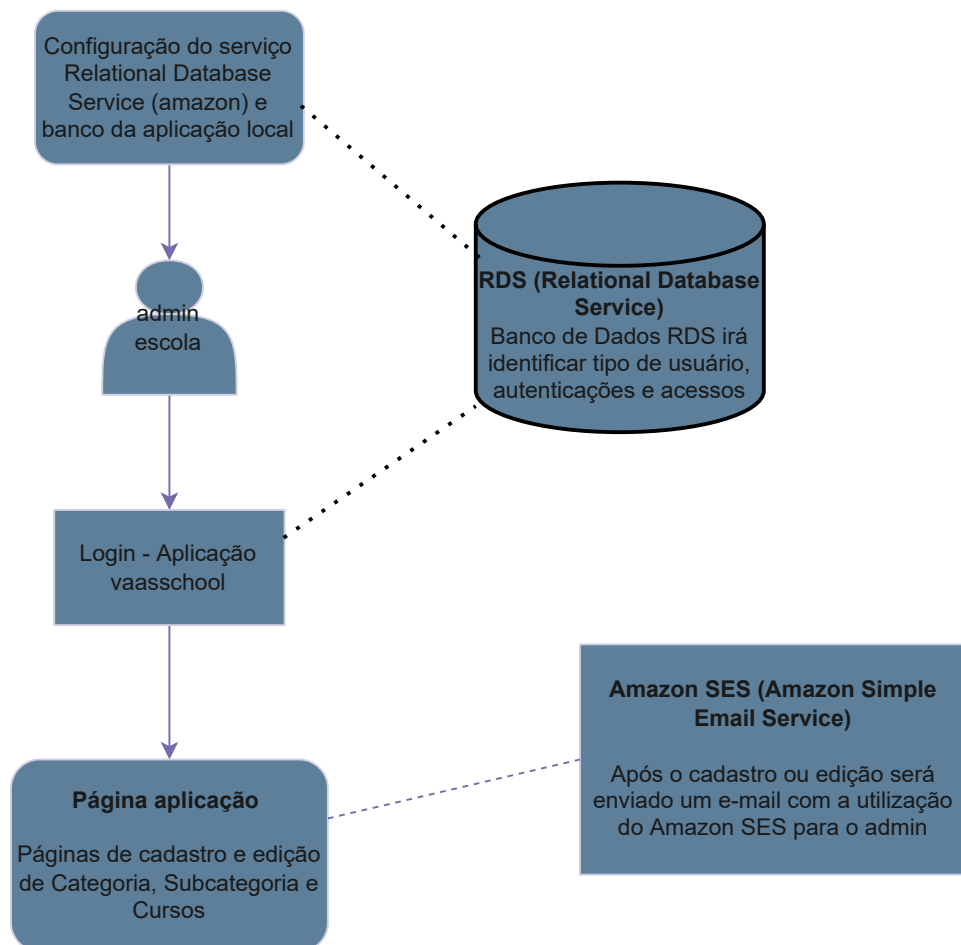 Configuração do serviço
Relational Database
Service (amazon) e
banco da aplicação local
RDS (Relational Database
Service)
Banco de Dados RDS irá
identificar tipo de usuário,
autenticações e acessos
admin
escola
Login - Aplicação
vaasschool
Amazon SES (Amazon Simple
Email Service)
Após o cadastro ou edição será
enviado um e-mail com a utilização
do Amazon SES para o admin
Página aplicação
Páginas de cadastro e edição
de Categoria, Subcategoria e
Cursos